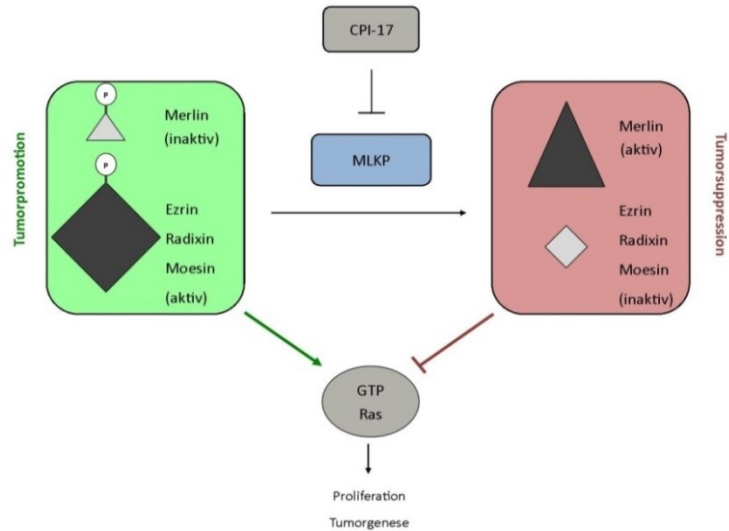 CPI-17
P
Merlin
(inaktiv)
MLKP
P
Ezrin
Radixin
Moesin
(aktiv)
Tumorpromotion
Merlin
(aktiv)
Ezrin
Radixin
Moesin
(inaktiv)
Tumorsuppression
GTP
Ras
Proliferation
Tumorgenese